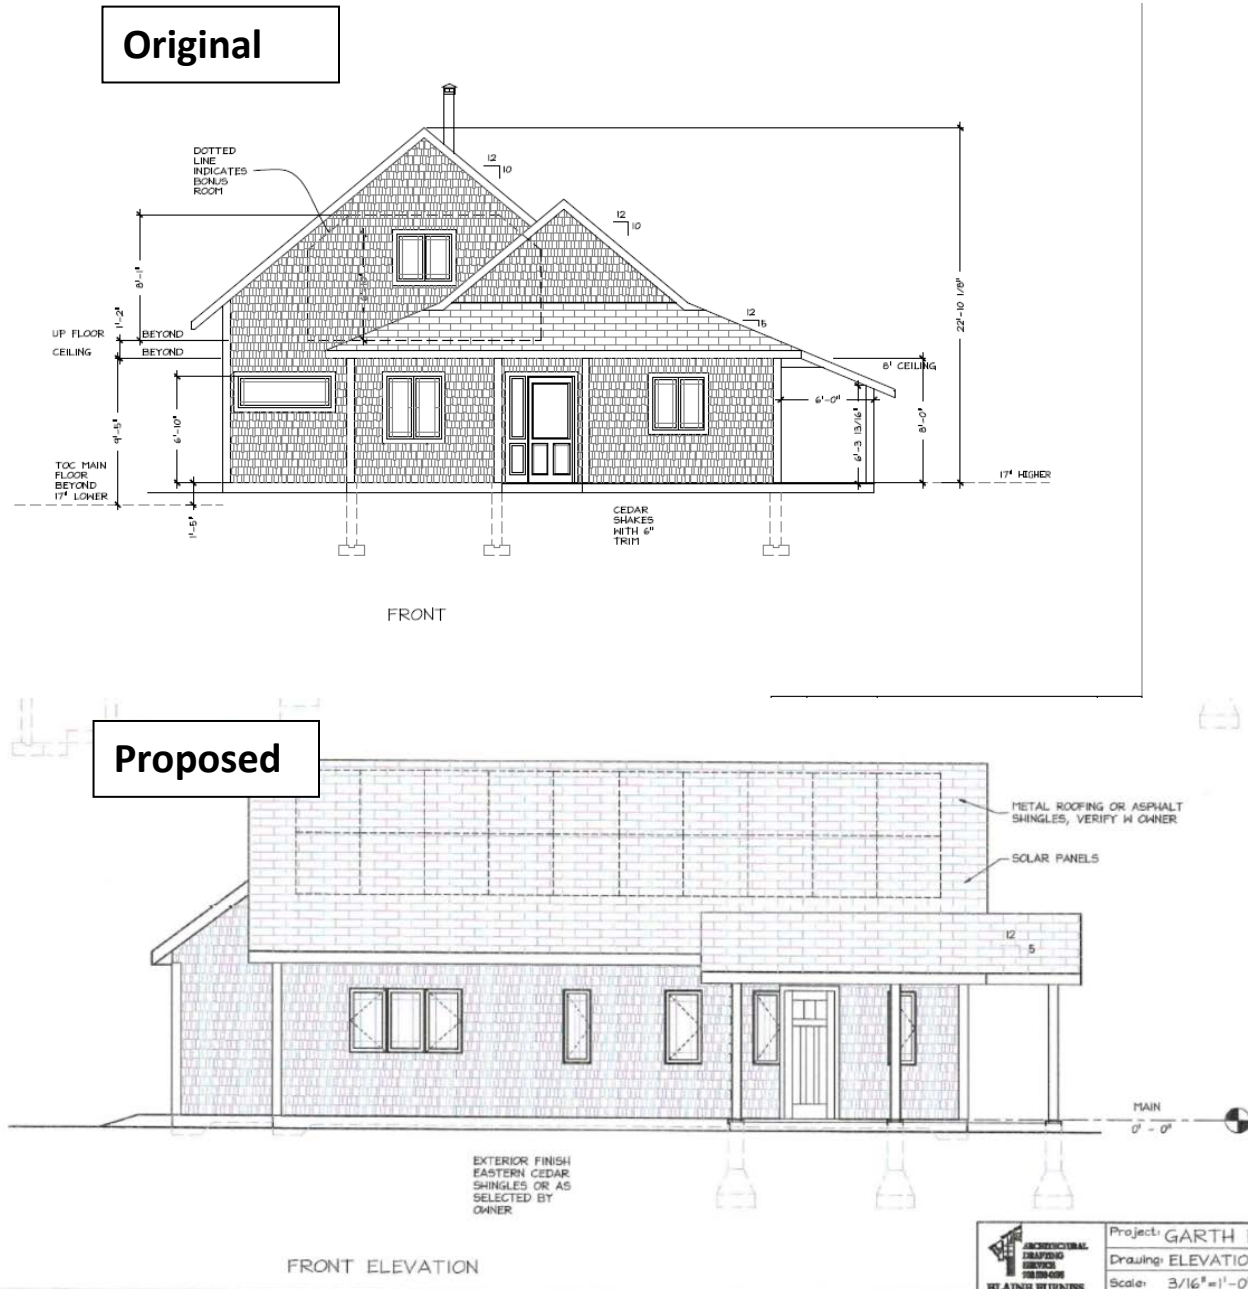 Original
DOTTED
LINE
INDICATES
BONUS
ROOM
12
10
12
10
12
5
8'-1"
1'-2"
UP FLOOR
BEYOND
CEILING
BEYOND
9'-5"
6'-10"
22'-10 1/8"
8' CEILING
6'-0"
6'-3 13/16"
8'-0"
TOC MAIN
FLOOR
BEYOND
17" LOWER
1'-5"
17" HIGHER
CEDAR
SHAKES
WITH 6"
TRIM
FRONT
Proposed
METAL ROOFING OR ASPHALT
SHINGLES, VERIFY W OWNER
SOLAR PANELS
12
5
MAIN
0' - 0"
EXTERIOR FINISH
EASTERN CEDAR
SHINGLES OR AS
SELECTED BY
OWNER
FRONT ELEVATION
ARCHITECTURAL
DRAFTING
SERVICE
Project: GARTH
Drawing: ELEVATIO
Scale: 3/16"=1'-0